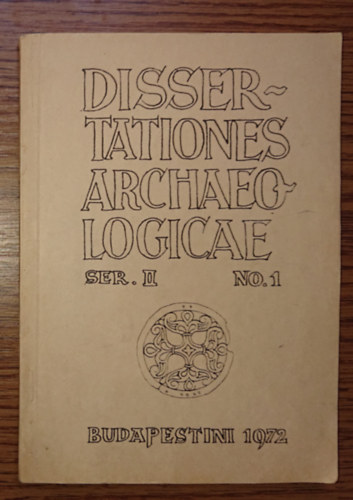 DISSER~
TATIONES
ARCHAEO~
LOGICAE
SER. II NO. 1
BUDAPESTINI 1972